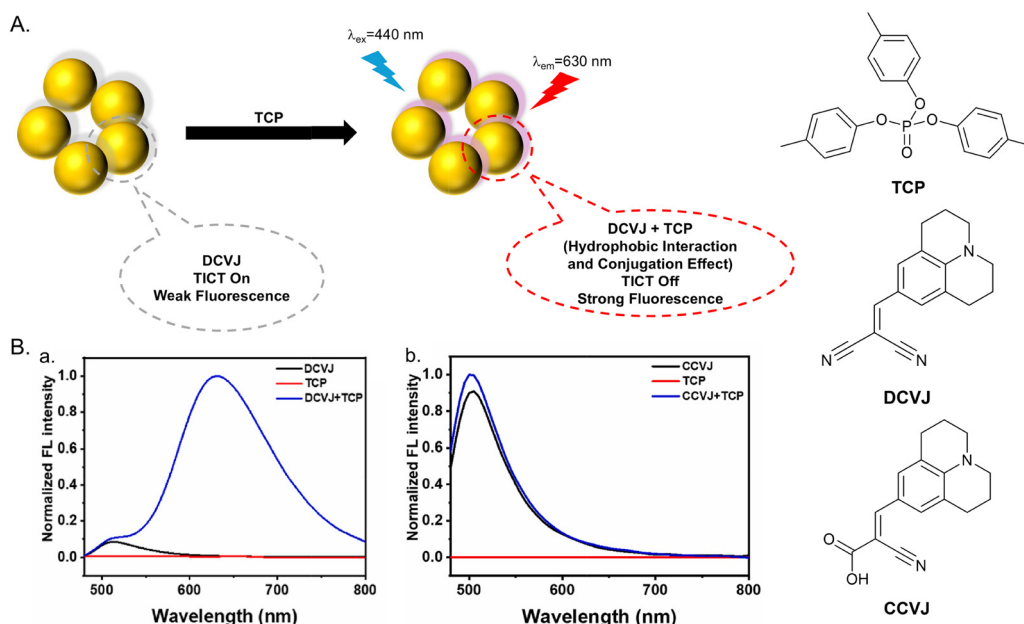 A.
λex=440 nm
λem=630 nm
TCP
DCVJ
TICT On
Weak Fluorescence
DCVJ + TCP
(Hydrophobic Interaction
and Conjugation Effect)
TICT Off
Strong Fluorescence
O
O
P
O
O
TCP
N
N
N
DCVJ
N
O
OH
N
CCVJ
B.
a.
Normalized FL intensity
1.0
0.8
0.6
0.4
0.2
0.0
500
600
700
800
Wavelength (nm)
DCVJ
TCP
DCVJ+TCP
b.
Normalized FL intensity
1.0
0.8
0.6
0.4
0.2
0.0
500
600
700
800
Wavelength (nm)
CCVJ
TCP
CCVJ+TCP